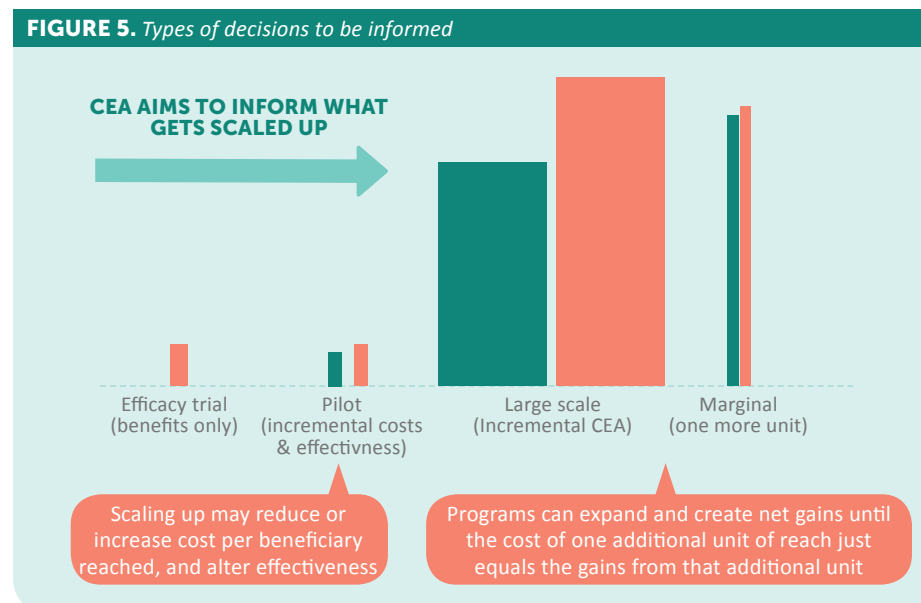 FIGURE 5. Types of decisions to be informed
CEA AIMS TO INFORM WHAT
GETS SCALED UP
Efficacy trial
(benefits only)
Pilot
(incremental costs
& effectivness)
Large scale
(Incremental CEA)
Marginal
(one more unit)
Scaling up may reduce or
increase cost per beneficiary
reached, and alter effectiveness
Programs can expand and create net gains until
the cost of one additional unit of reach just
equals the gains from that additional unit